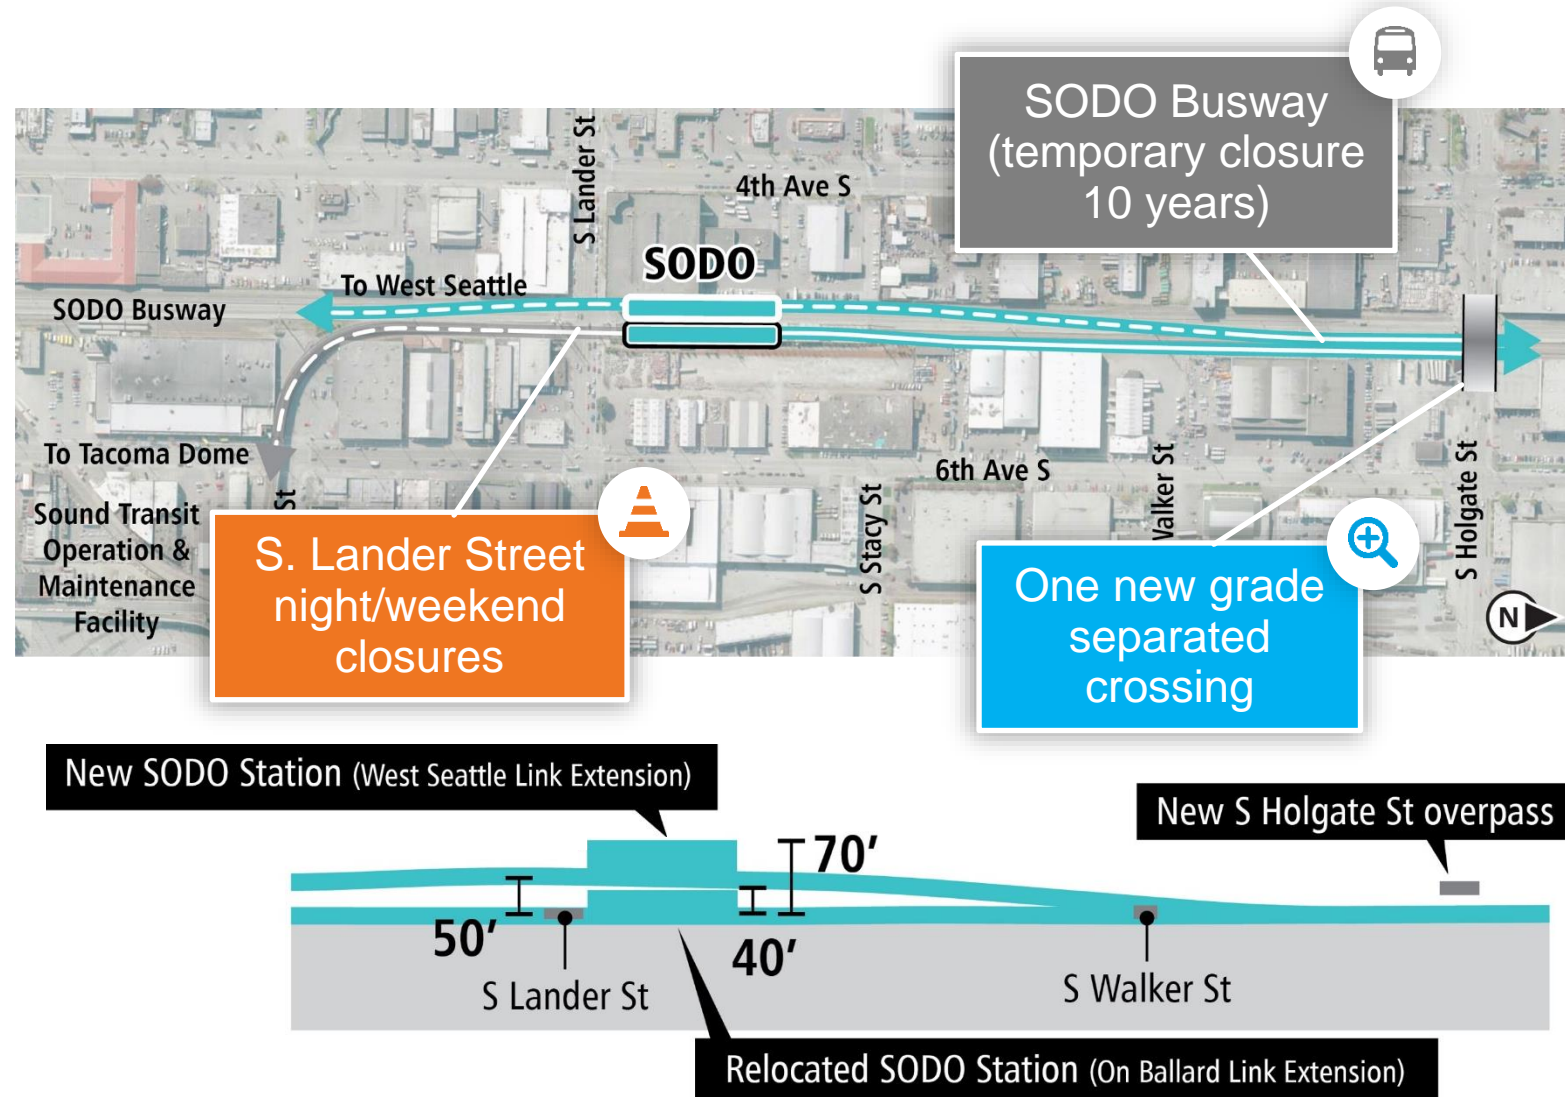 SODO Busway
(temporary closure
10 years)
S Lander St
4th Ave S
SODO
To West Seattle
SODO Busway
To Tacoma Dome
6th Ave S
Sound Transit
Operation &
Maintenance
Facility
St
S. Lander Street
night/weekend
closures
S Stacy St
Walker St
S Holgate St
One new grade
separated
crossing
N
New SODO Station (West Seattle Link Extension)
New S Holgate St overpass
70'
50'
40'
S Lander St
S Walker St
Relocated SODO Station (On Ballard Link Extension)